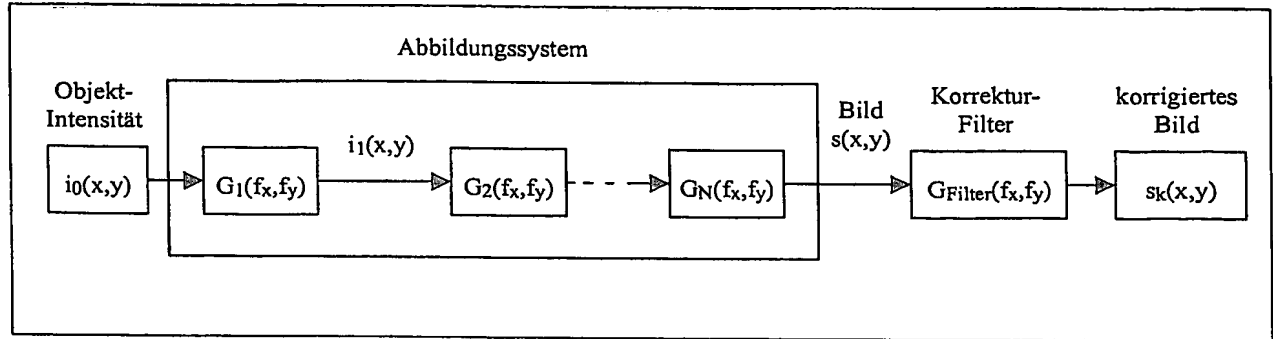 Abbildungssystem
Objekt-
Intensität
i0(x,y)
G1(fx,fy)
i1(x,y)
G2(fx,fy)
GN(fx,fy)
Bild
s(x,y)
Korrektur-
Filter
GFilter(fx,fy)
korrigiertes
Bild
sk(x,y)